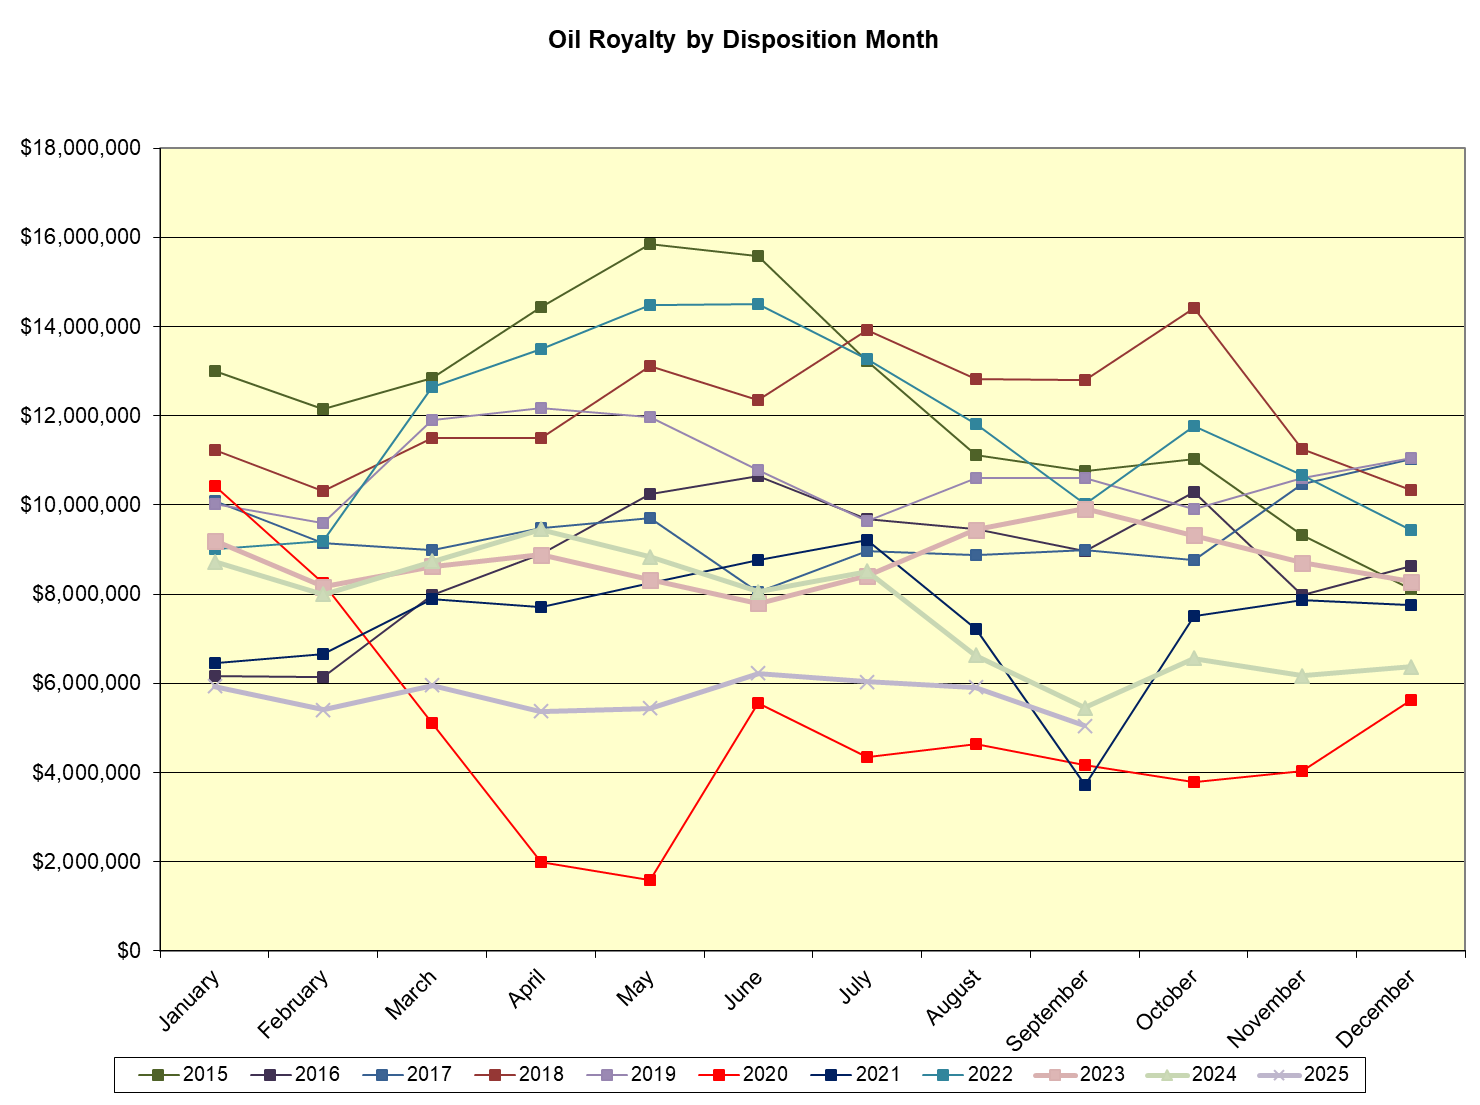 Oil Royalty by Disposition Month
$18,000,000
$16,000,000
$14,000,000
$12,000,000
$10,000,000
$8,000,000
$6,000,000
$4,000,000
$2,000,000
$0
January
February
March
April
May
June
July
August
September
October
November
December
2015 2016 2017 2018 2019 2020 2021 2022 2023 2024 2025